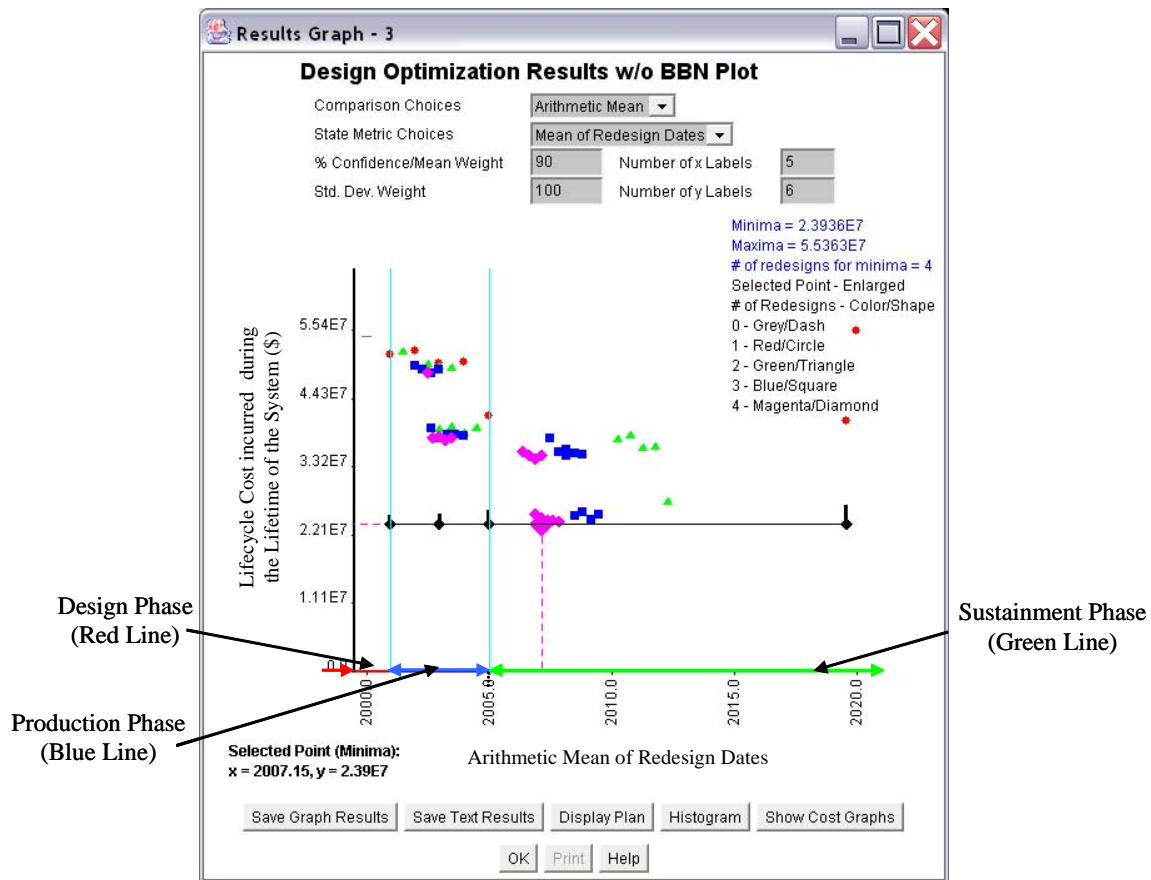 Results Graph - 3
Design Optimization Results w/o BBN Plot
Comparison Choices
Arithmetic Mean
State Metric Choices
Mean of Redesign Dates
% Confidence/Mean Weight
90
Number of x Labels
5
Std. Dev. Weight
100
Number of y Labels
6
Minima = 2.3936E7
Maxima = 5.5363E7
# of redesigns for minima = 4
Selected Point - Enlarged
# of Redesigns - Color/Shape
0 - Grey/Dash
1 - Red/Circle
2 - Green/Triangle
3 - Blue/Square
4 - Magenta/Diamond
Lifecycle Cost incurred during
the Lifetime of the System ($)
5.54E7
4.43E7
3.32E7
2.21E7
1.11E7
Design Phase
(Red Line)
Sustainment Phase
(Green Line)
Production Phase
(Blue Line)
2000.0
2005.0
2010.0
2015.0
2020.0
Arithmetic Mean of Redesign Dates
Selected Point (Minima):
x = 2007.15, y = 2.39E7
Save Graph Results
Save Text Results
Display Plan
Histogram
Show Cost Graphs
OK
Print
Help